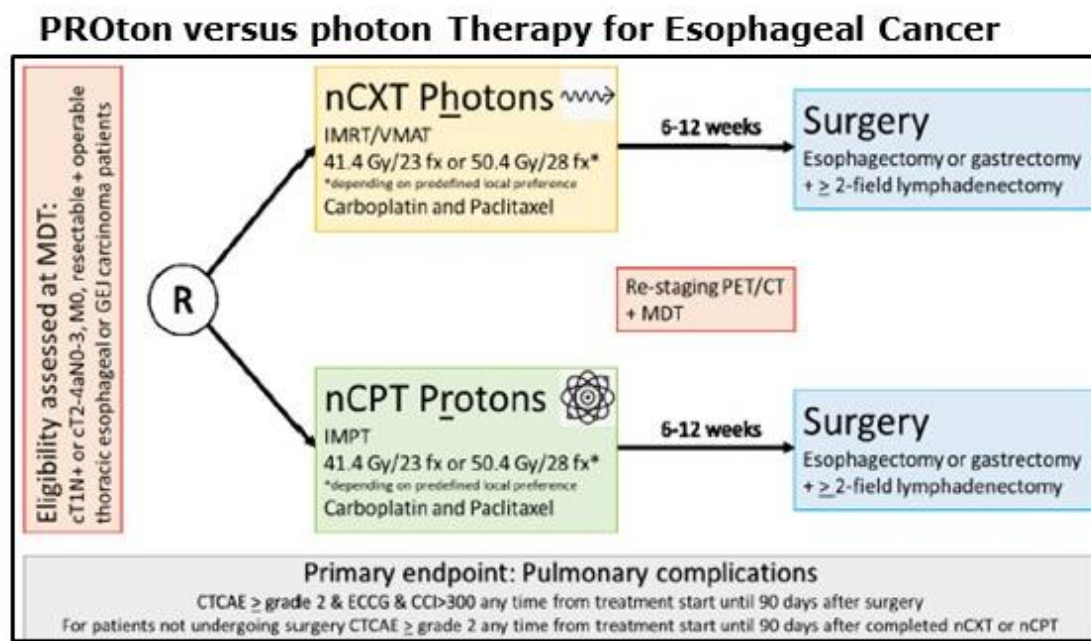 PROton versus photon Therapy for Esophageal Cancer
Eligibility assessed at MDT:
cT1N+ or cT2-4aN0-3, M0, resectable + operable
thoracic esophageal or GEJ carcinoma patients
R
nCXT Photons
IMRT/VMAT
41.4 Gy/23 fx or 50.4 Gy/28 fx*
*depending on predefined local preference
Carboplatin and Paclitaxel
6-12 weeks
Surgery
Esophagectomy or gastrectomy
+ ≥ 2-field lymphadenectomy
Re-staging PET/CT
+ MDT
nCPT Protons
IMPT
41.4 Gy/23 fx or 50.4 Gy/28 fx*
*depending on predefined local preference
Carboplatin and Paclitaxel
6-12 weeks
Surgery
Esophagectomy or gastrectomy
+ ≥ 2-field lymphadenectomy
Primary endpoint: Pulmonary complications
CTCAE ≥ grade 2 & ECCG & CCI>300 any time from treatment start until 90 days after surgery
For patients not undergoing surgery CTCAE ≥ grade 2 any time from treatment start until 90 days after completed nCXT or nCPT